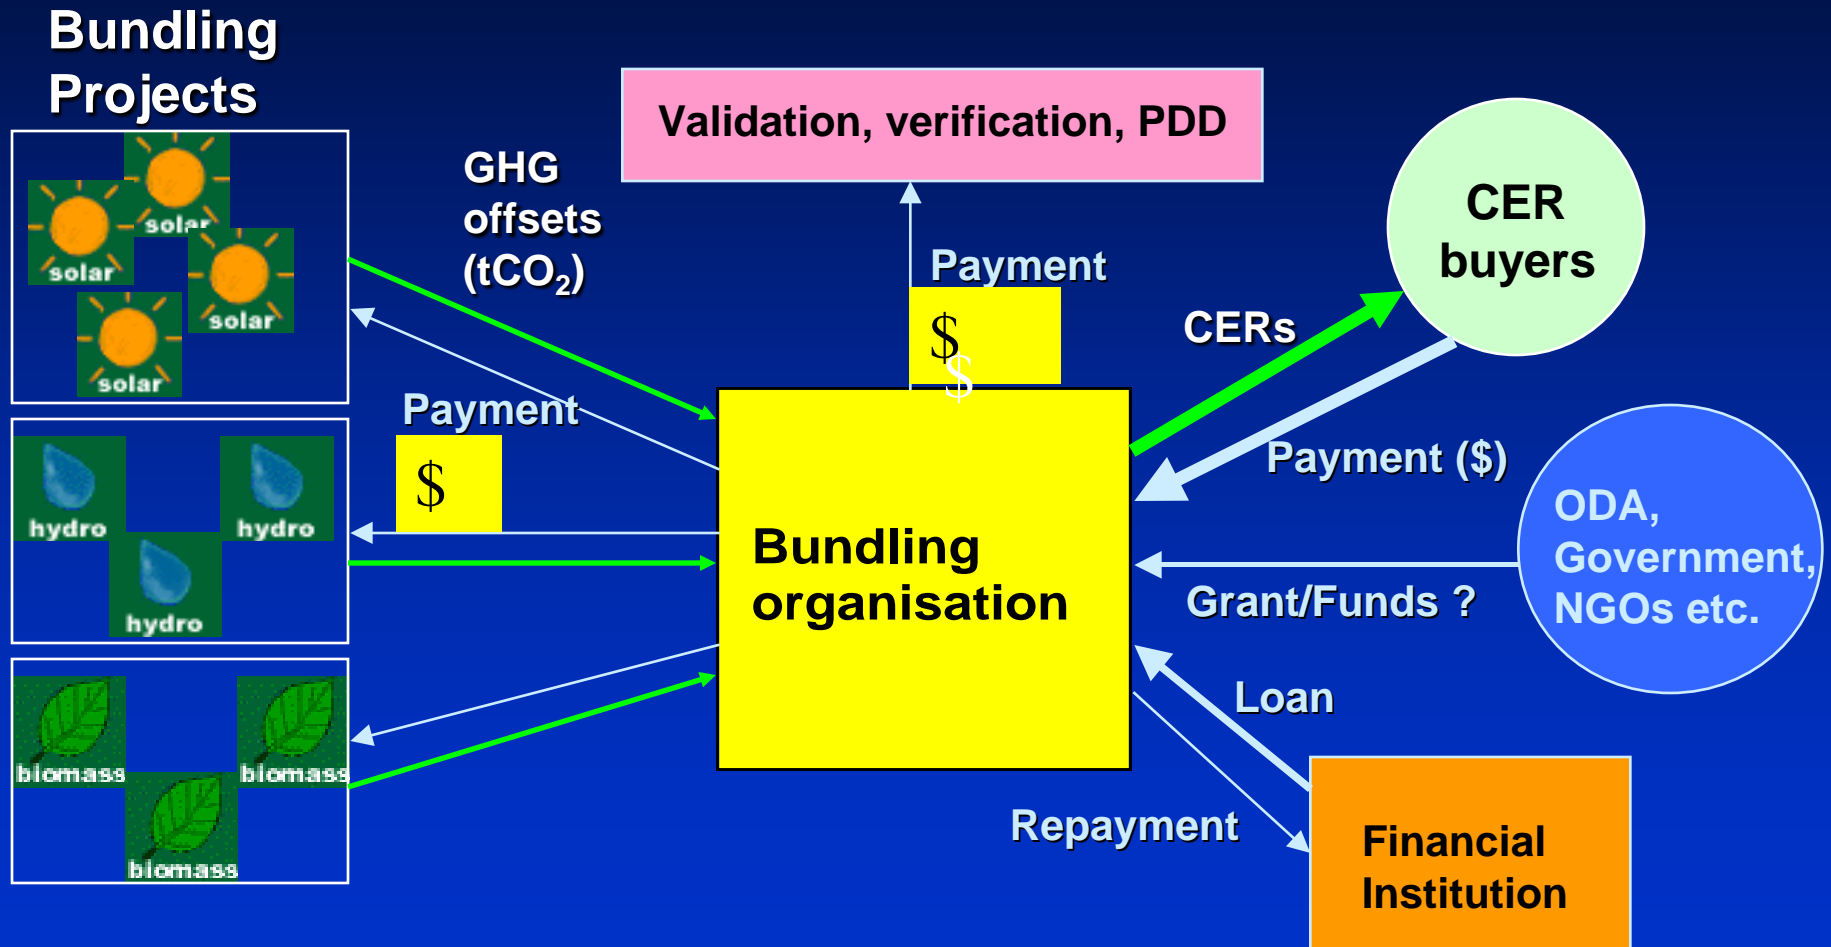 Bundling
Projects
Validation, verification, PDD
GHG
offsets
(tCO₂)
CER
buyers
solar
solar
solar
solar
Payment
$
$
CERs
Payment
$
Payment ($)
hydro
hydro
hydro
Bundling
organisation
ODA,
Government,
NGOs etc.
Grant/Funds ?
biomass
biomass
biomass
Loan
Repayment
Financial
Institution